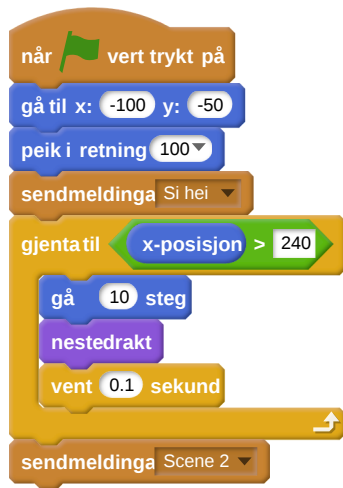 når vert trykt på
gå til x: -100 y: -50
peik i retning 100
sendmeldinga Si hei
gjenta til x-posisjon > 240
gå 10 steg
nestedrakt
vent 0.1 sekund
sendmeldinga Scene 2